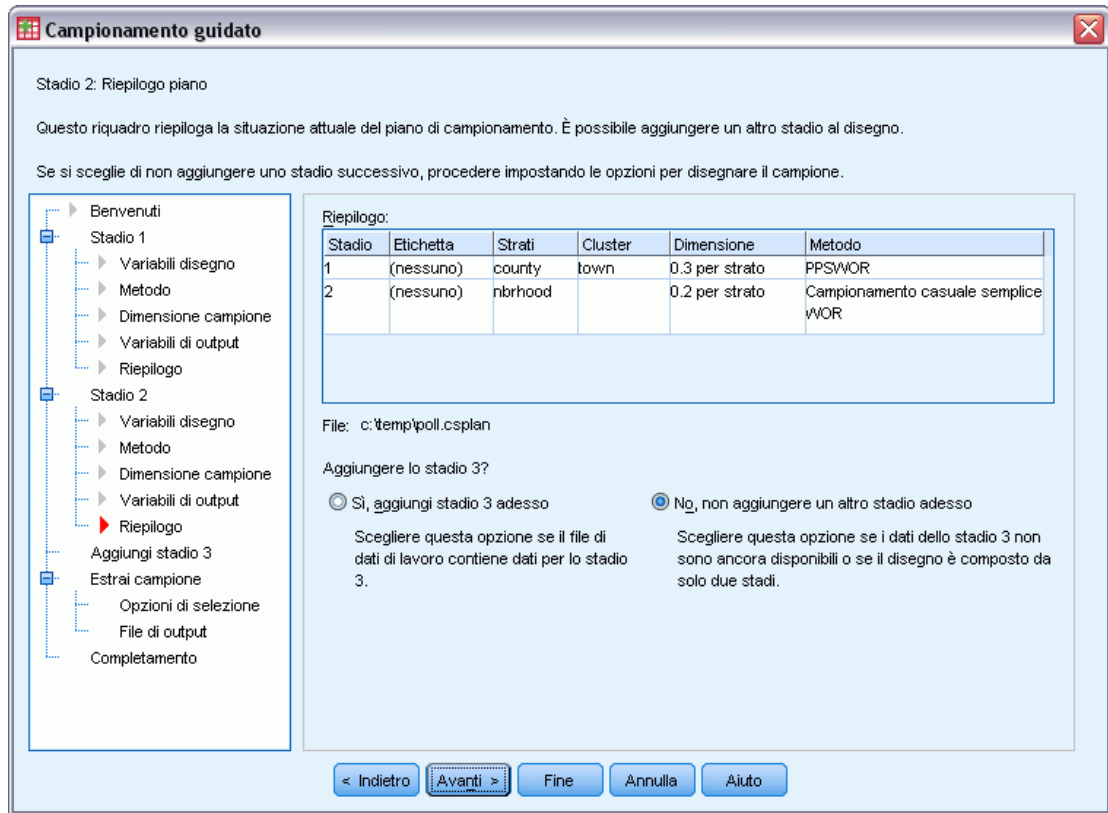 Campionamento guidato
Stadio 2: Riepilogo piano
Questo riquadro riepiloga la situazione attuale del piano di campionamento. È possibile aggiungere un altro stadio al disegno.
Se si sceglie di non aggiungere uno stadio successivo, procedere impostando le opzioni per disegnare il campione.
Benvenuti
Stadio 1
Variabili disegno
Metodo
Dimensione campione
Variabili di output
Riepilogo
Stadio 2
Variabili disegno
Metodo
Dimensione campione
Variabili di output
Riepilogo
Aggiungi stadio 3
Estrai campione
Opzioni di selezione
File di output
Completamento
Riepilogo:
Stadio Etichetta Strati Cluster Dimensione Metodo
1 (nessuno) county town 0.3 per strato PPSWOR
2 (nessuno) nbrhood 0.2 per strato Campionamento casuale semplice
WOR
File: c:\temp\poll.csplan
Aggiungere lo stadio 3?
Sì, aggiungi stadio 3 adesso
Scegliere questa opzione se il file di
dati di lavoro contiene dati per lo stadio
3.
No, non aggiungere un altro stadio adesso
Scegliere questa opzione se i dati dello stadio 3 non
sono ancora disponibili o se il disegno è composto da
solo due stadi.
< Indietro Avanti > Fine Annulla Aiuto